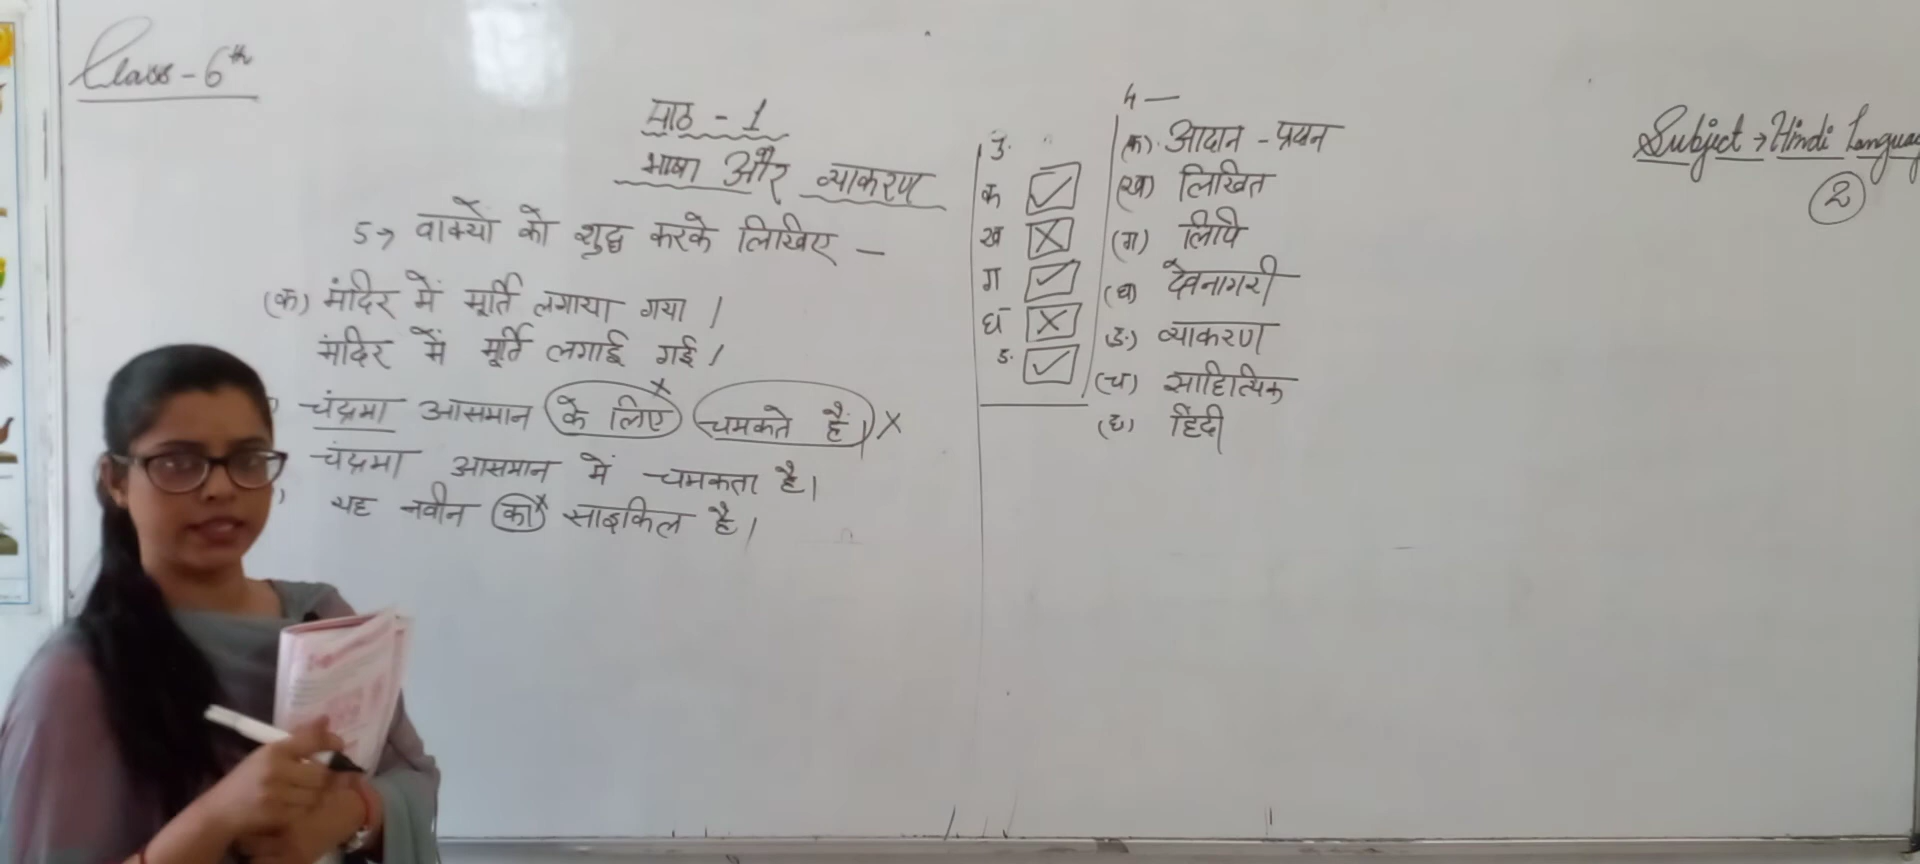 Class - 6th
पाठ - 1
भाषा और व्याकरण
5→ वाक्यों को शुद्ध करके लिखिए —
(क) मंदिर में मूर्ति लगाया गया ।
मंदिर में मूर्ति लगाई गई ।
चंद्रमा आसमान के लिए चमकते हैं। ×
चंद्रमा आसमान में चमकता है।
यह नवीन का साइकिल है।
3.
क ✓
ख ×
ग ✓
घ ×
ङ ✓
4 —
(क) आदान - प्रदान
(ख) लिखित
(ग) लिपि
(घ) देवनागरी
ङ) व्याकरण
(च) साहित्यिक
(छ) हिंदी
Subject → Hindi Languag
2